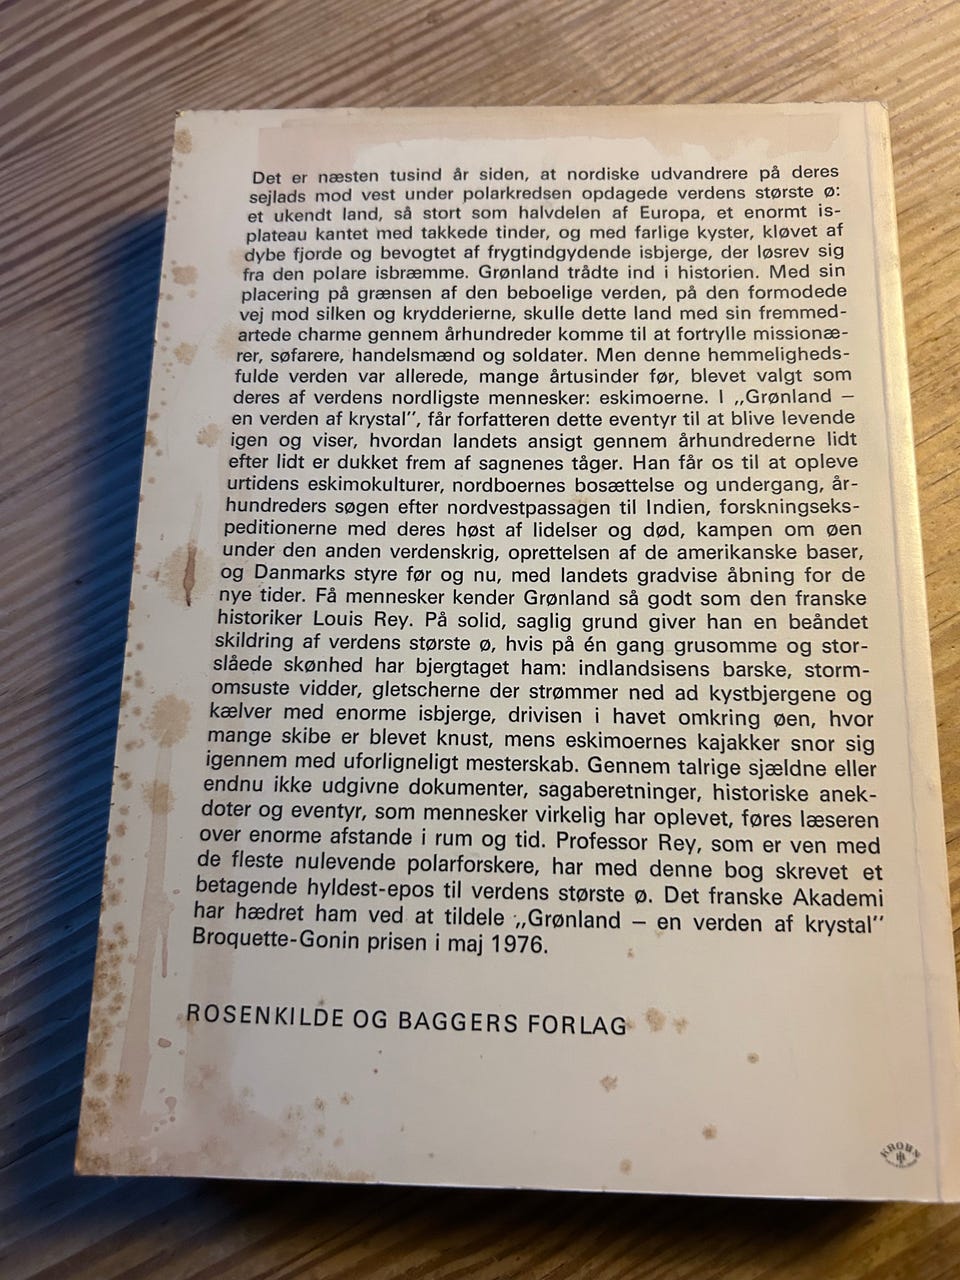 Det er næsten tusind år siden, at nordiske udvandrere på deres
sejlads mod vest under polarkredsen opdagede verdens største ø:
et ukendt land, så stort som halvdelen af Europa, et enormt is-
plateau kantet med takkede tinder, og med farlige kyster, kløvet af
dybe fjorde og bevogtet af frygtindgydende isbjerge, der løsrev sig
fra den polare isbræmme. Grønland trådte ind i historien. Med sin
placering på grænsen af den beboelige verden, på den formodede
vej mod silken og krydderierne, skulle dette land med sin fremmed-
artede charme gennem århundreder komme til at fortrylle missionæ-
rer, søfarere, handelsmænd og soldater. Men denne hemmeligheds-
fulde verden var allerede, mange årtusinder før, blevet valgt som
deres af verdens nordligste mennesker: eskimoerne. I „Grønland –
en verden af krystal”, får forfatteren dette eventyr til at blive levende
igen og viser, hvordan landets ansigt gennem århundrederne lidt
efter lidt er dukket frem af sagnenes tåger. Han får os til at opleve
urtidens eskimokulturer, nordboernes bosættelse og undergang, år-
hundreders søgen efter nordvestpassagen til Indien, forskningseks-
peditionerne med deres høst af lidelser og død, kampen om øen
under den anden verdenskrig, oprettelsen af de amerikanske baser,
og Danmarks styre før og nu, med landets gradvise åbning for de
nye tider. Få mennesker kender Grønland så godt som den franske
historiker Louis Rey. På solid, saglig grund giver han en beåndet
skildring af verdens største ø, hvis på én gang grusomme og stor-
slåede skønhed har bjergtaget ham: indlandsisens barske, storm-
omsuste vidder, gletscherne der strømmer ned ad kystbjergene og
kælver med enorme isbjerge, drivisen i havet omkring øen, hvor
mange skibe er blevet knust, mens eskimoernes kajakker snor sig
igennem med uforligneligt mesterskab. Gennem talrige sjældne eller
endnu ikke udgivne dokumenter, sagaberetninger, historiske anek-
doter og eventyr, som mennesker virkelig har oplevet, føres læseren
over enorme afstande i rum og tid. Professor Rey, som er ven med
de fleste nulevende polarforskere, har med denne bog skrevet et
betagende hyldest-epos til verdens største ø. Det franske Akademi
har hædret ham ved at tildele „Grønland – en verden af krystal”
Broquette-Gonin prisen i maj 1976.
ROSENKILDE OG BAGGERS FORLAG
KROHN